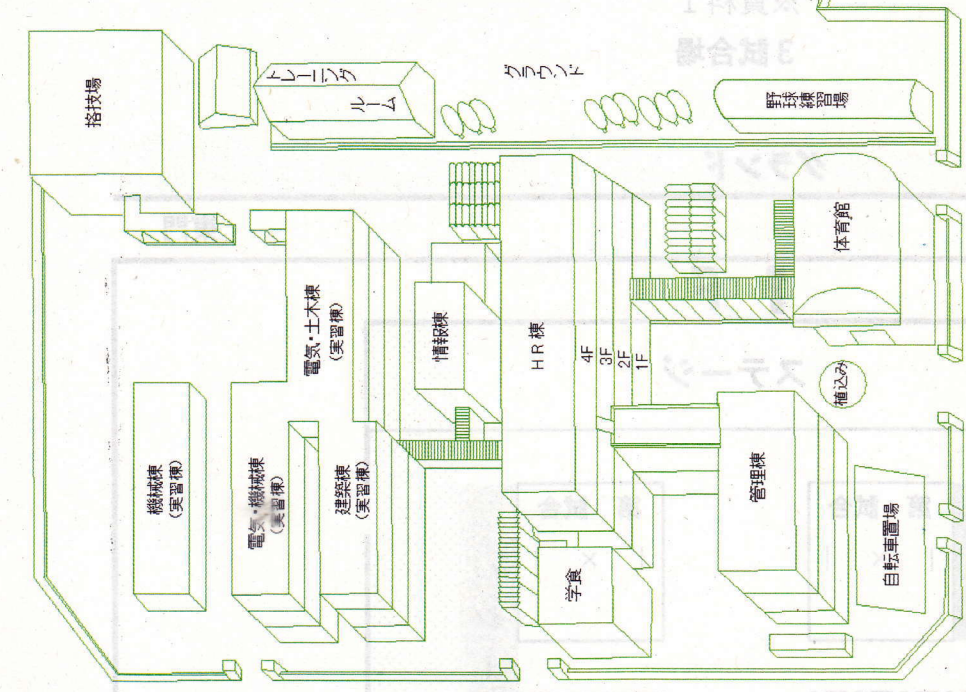 格技場
機械棟
(実習棟)
電気・機械棟
(実習棟)
建築棟
(実習棟)
電気・土木棟
(実習棟)
トレーニング
ルーム
情報棟
グラウンド
HR棟
4F
3F
2F
1F
学食
野球
練習場
管理棟
植込み
体育館
自転車置場